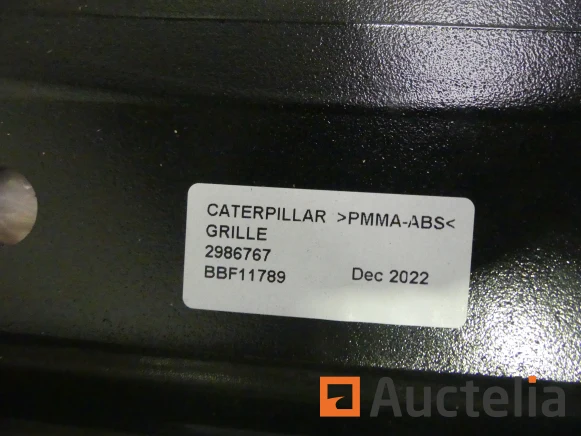 CATERPILLAR >PMMA-ABS<
GRILLE
2986767
BBF11789 Dec 2022
Auctelia